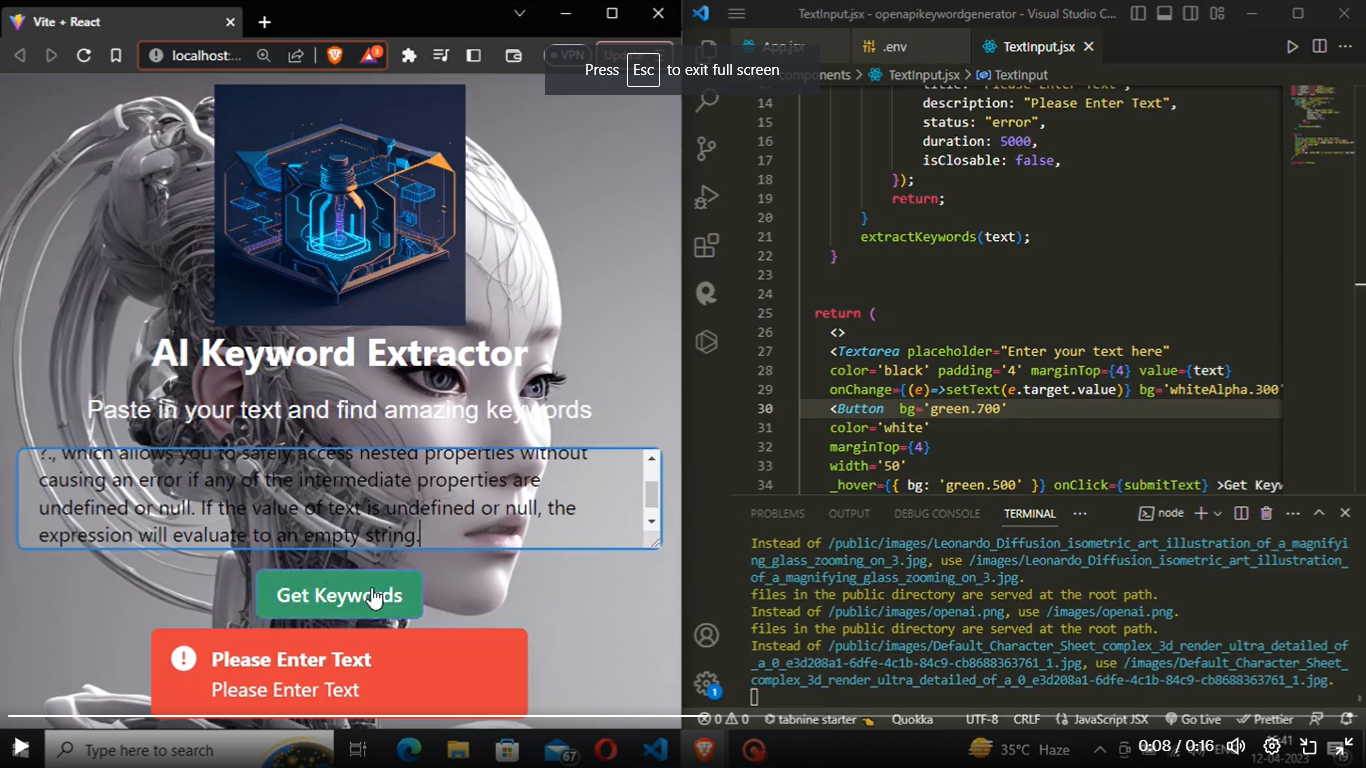 Vite + React
localhost:...
VPN
Update
Press Esc to exit full screen
AI Keyword Extractor
Paste in your text and find amazing keywords
?., which allows you to safely access nested properties without
causing an error if any of the intermediate properties are
undefined or null. If the value of text is undefined or null, the
expression will evaluate to an empty string.
Get Keywords
Please Enter Text
Please Enter Text
TextInput.jsx - openapikeywordgenerator - Visual Studio C...
App.jsx
.env
TextInput.jsx
TextInput.jsx > TextInput
title: "Please Enter Text",
14 description: "Please Enter Text",
15 status: "error",
16 duration: 5000,
17 isClosable: false,
18 });
19 return;
20 }
21 extractKeywords(text);
22 }
23
24
25 return (
26 <>
27 <Textarea placeholder="Enter your text here"
28 color='black' padding='4' marginTop={4} value={text}
29 onChange={(e)=>setText(e.target.value)} bg='whiteAlpha.300'
30 <Button bg='green.700'
31 color='white'
32 marginTop={4}
33 width='50'
34 _hover={{ bg: 'green.500' }} onClick={submitText} >Get Keyw
PROBLEMS OUTPUT DEBUG CONSOLE TERMINAL ... node
Instead of /public/images/Leonardo_Diffusion_isometric_art_illustration_of_a_magnifyi
ng_glass_zooming_on_3.jpg, use /images/Leonardo_Diffusion_isometric_art_illustration_
of_a_magnifying_glass_zooming_on_3.jpg.
files in the public directory are served at the root path.
Instead of /public/images/openai.png, use /images/openai.png.
files in the public directory are served at the root path.
Instead of /public/images/Default_Character_Sheet_complex_3d_render_ultra_detailed_of
_a_0_e3d208a1-6dfe-4c1b-84c9-cb8688363761_1.jpg, use /images/Default_Character_Sheet_
complex_3d_render_ultra_detailed_of_a_0_e3d208a1-6dfe-4c1b-84c9-cb8688363761_1.jpg.
1
0 0 tabnine starter Quokka UTF-8 CRLF JavaScript JSX Go Live Prettier
Type here to search
67
35°C Haze
0:08 / 0:16
12-04-2023
19